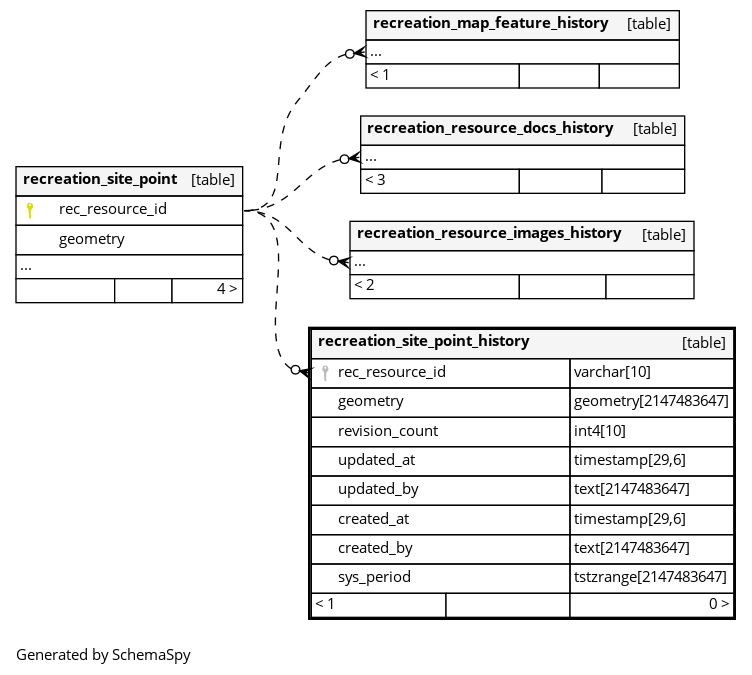 recreation_map_feature_history [table]
...
< 1
recreation_resource_docs_history [table]
...
< 3
recreation_site_point [table]
rec_resource_id
geometry
...
4 >
recreation_resource_images_history [table]
...
< 2
recreation_site_point_history [table]
rec_resource_id varchar[10]
geometry geometry[2147483647]
revision_count int4[10]
updated_at timestamp[29,6]
updated_by text[2147483647]
created_at timestamp[29,6]
created_by text[2147483647]
sys_period tstzrange[2147483647]
< 1 0 >
Generated by SchemaSpy